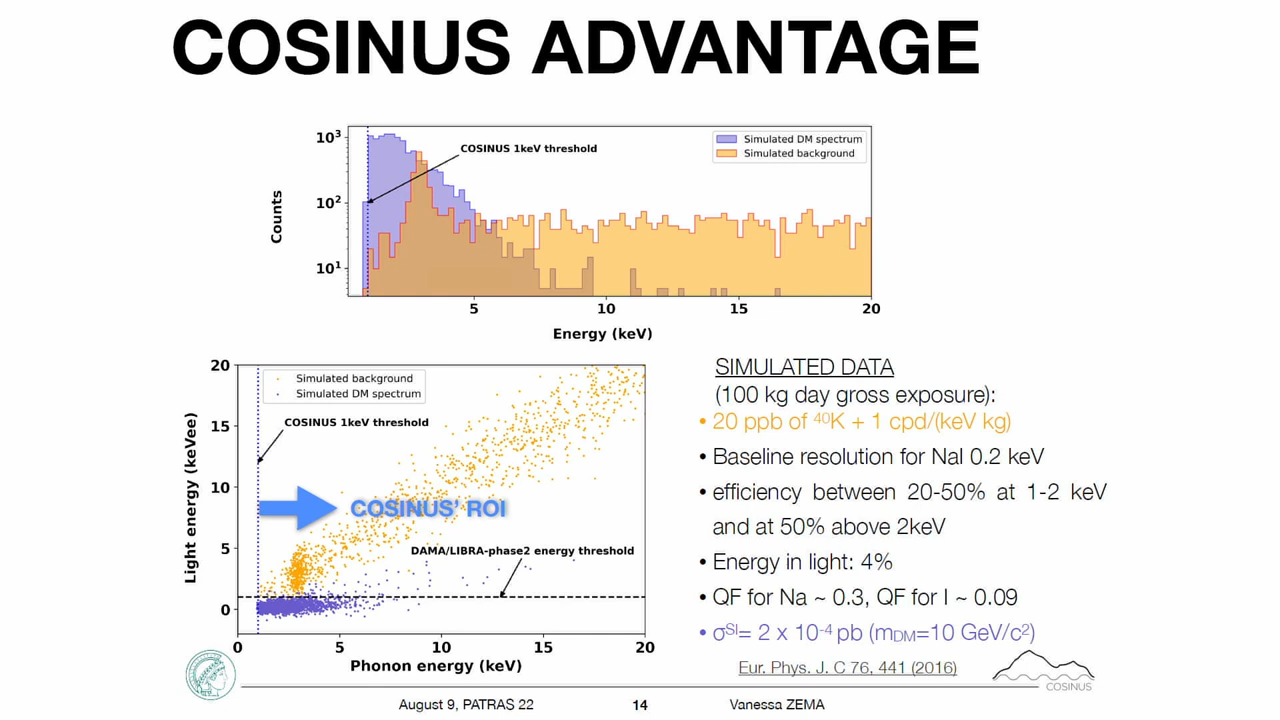 COSINUS ADVANTAGE
10³
10²
10¹
Counts
COSINUS 1keV threshold
Simulated DM spectrum
Simulated background
5
10
15
20
Energy (keV)
20
15
10
5
0
Light energy (keVee)
Simulated background
Simulated DM spectrum
COSINUS 1keV threshold
COSINUS' ROI
DAMA/LIBRA-phase2 energy threshold
0
5
10
15
20
Phonon energy (keV)
SIMULATED DATA
(100 kg day gross exposure):
• 20 ppb of ⁴⁰K + 1 cpd/(keV kg)
• Baseline resolution for NaI 0.2 keV
• efficiency between 20-50% at 1-2 keV
and at 50% above 2keV
• Energy in light: 4%
• QF for Na ~ 0.3, QF for I ~ 0.09
• σˢᴵ= 2 x 10⁻⁴ pb (mDM=10 GeV/c²)
Eur. Phys. J. C 76, 441 (2016)
COSINUS
August 9, PATRAS 22
14
Vanessa ZEMA